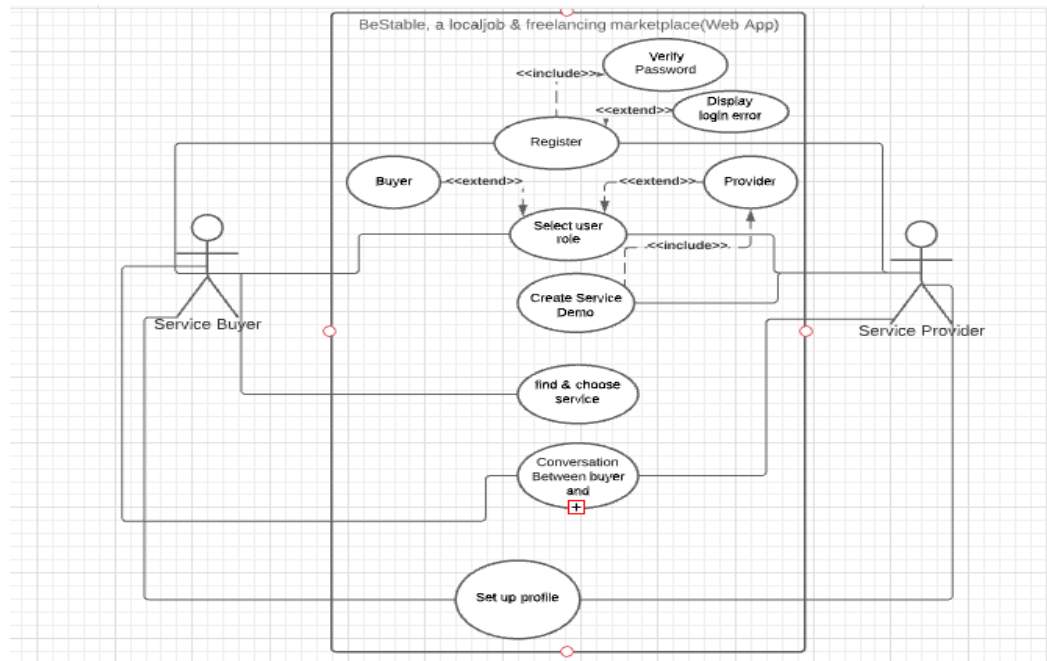 BeStable, a localjob & freelancing marketplace(Web App)
Verify
Password
<<include>>
Display
login error
<<extend>>
Register
Buyer
<<extend>>
<<extend>>
Provider
Select user
role
<<include>>
Create Service
Demo
Service Buyer
Service Provider
find & choose
service
Conversation
Between buyer
and
+
Set up profile